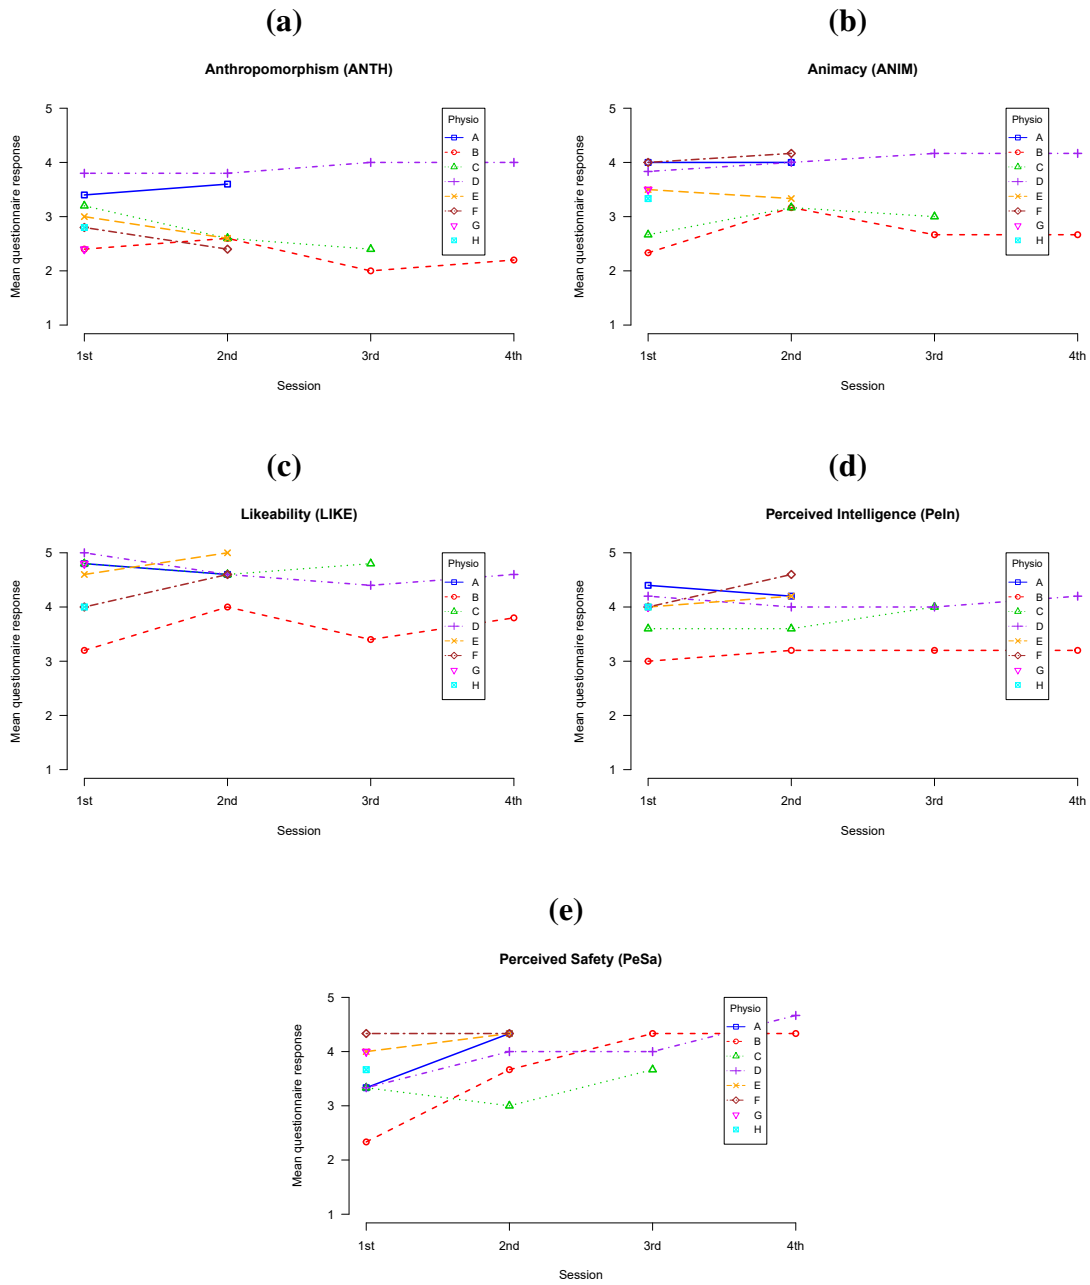 (a)
Anthropomorphism (ANTH)
Mean questionnaire response
5
4
3
2
1
Physio
A
B
C
D
E
F
G
H
1st 2nd 3rd 4th
Session
(b)
Animacy (ANIM)
Mean questionnaire response
5
4
3
2
1
Physio
A
B
C
D
E
F
G
H
1st 2nd 3rd 4th
Session
(c)
Likeability (LIKE)
Mean questionnaire response
5
4
3
2
1
Physio
A
B
C
D
E
F
G
H
1st 2nd 3rd 4th
Session
(d)
Perceived Intelligence (PeIn)
Mean questionnaire response
5
4
3
2
1
Physio
A
B
C
D
E
F
G
H
1st 2nd 3rd 4th
Session
(e)
Perceived Safety (PeSa)
Mean questionnaire response
5
4
3
2
1
Physio
A
B
C
D
E
F
G
H
1st 2nd 3rd 4th
Session